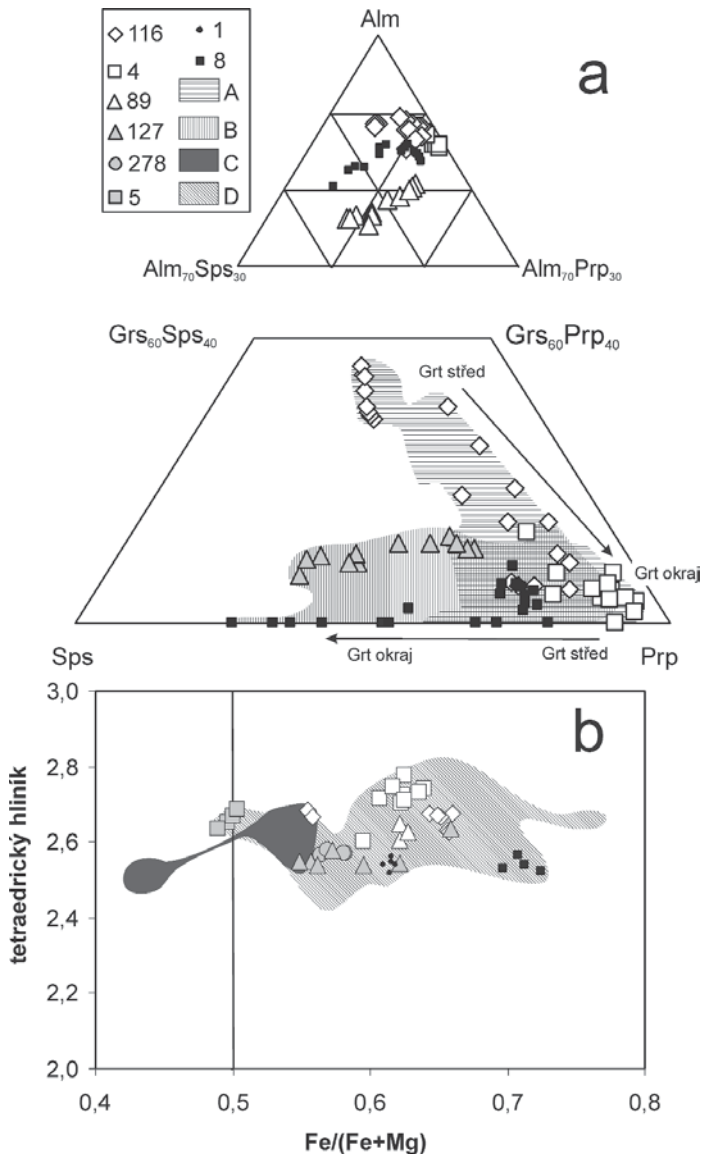 116
1
4
8
89
A
127
B
278
C
5
D
a
Alm
Alm₇₀Sps₃₀
Alm₇₀Prp₃₀
Grs₆₀Sps₄₀
Grs₆₀Prp₄₀
Grt střed
Grt okraj
Sps
Grt okraj
Grt střed
Prp
b
3,0
2,8
2,6
2,4
2,2
2,0
tetraedrický hliník
0,4
0,5
0,6
0,7
0,8
Fe/(Fe+Mg)